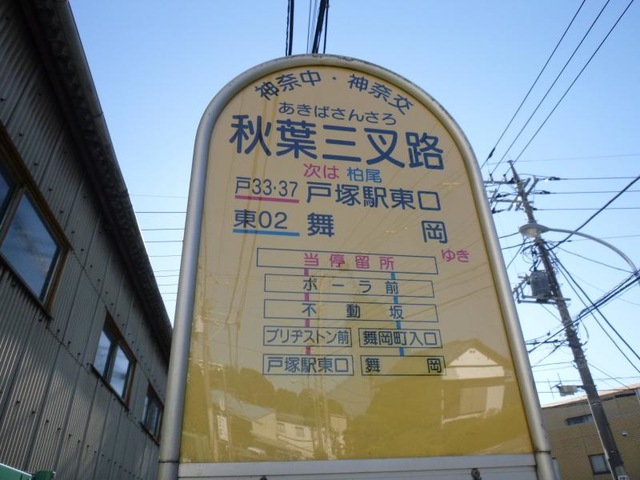 神奈中・神奈交
あきばさんさろ
秋葉三叉路
次は 柏尾
戸33・37 戸塚駅東口
東02 舞岡
ゆき
当停留所
ポーラ前
不動坂
ブリヂストン前 舞岡町入口
戸塚駅東口 舞岡